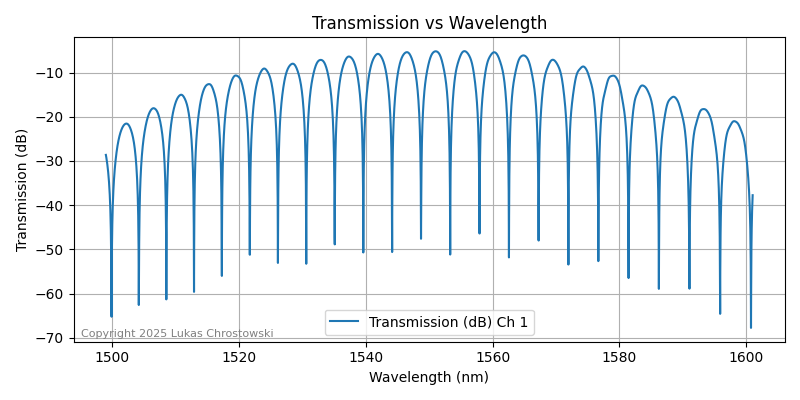 Transmission vs Wavelength
Transmission (dB)
−10
−20
−30
−40
−50
−60
−70
Transmission (dB) Ch 1
Copyright 2025 Lukas Chrostowski
1500 1520 1540 1560 1580 1600
Wavelength (nm)